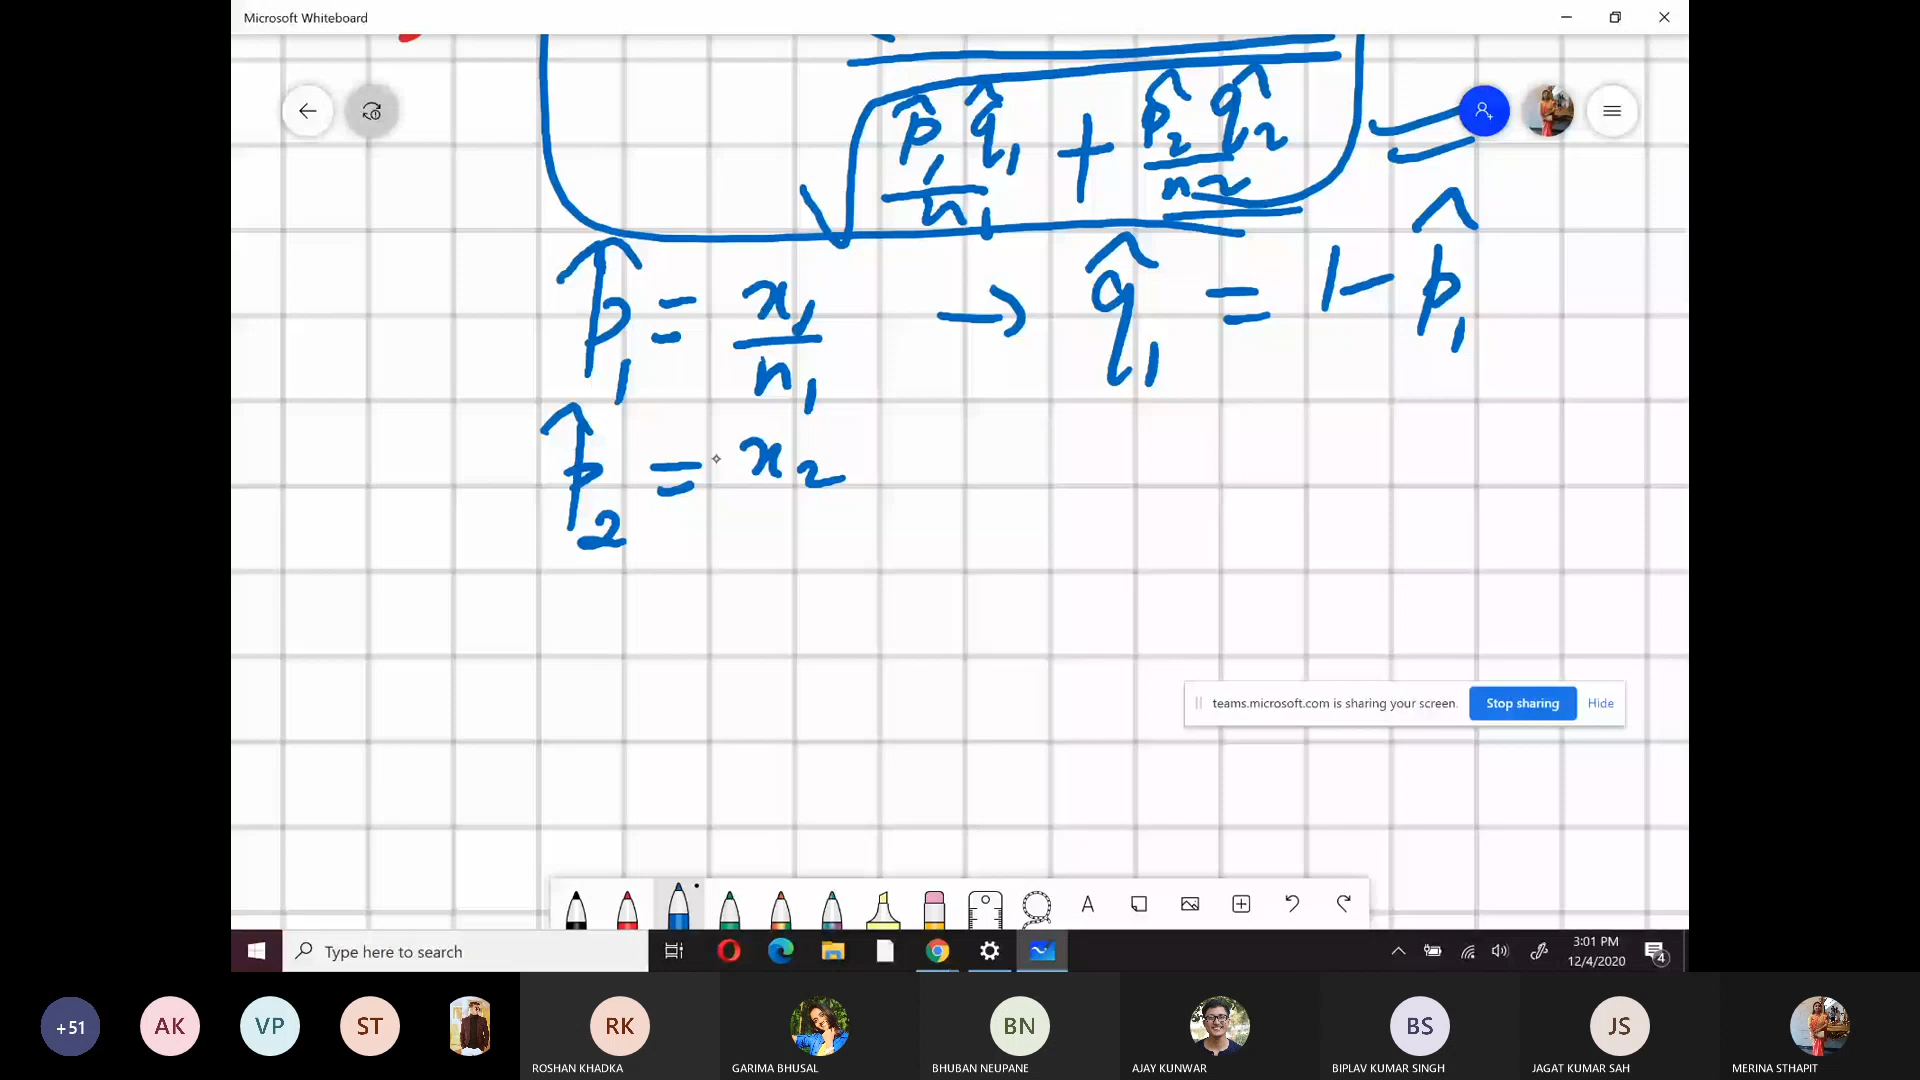 Microsoft Whiteboard
√(p̂₁ q̂₁ / n₁ + p̂₂ q̂₂ / n₂)
p̂₁ = x₁ / n₁ → q̂₁ = 1 - p̂₁
p̂₂ = x₂
teams.microsoft.com is sharing your screen. Stop sharing Hide
A
Type here to search
3:01 PM
12/4/2020
4
+51 AK VP ST RK BN BS JS
ROSHAN KHADKA GARIMA BHUSAL BHUBAN NEUPANE AJAY KUNWAR BIPLAV KUMAR SINGH JAGAT KUMAR SAH MERINA STHAPIT